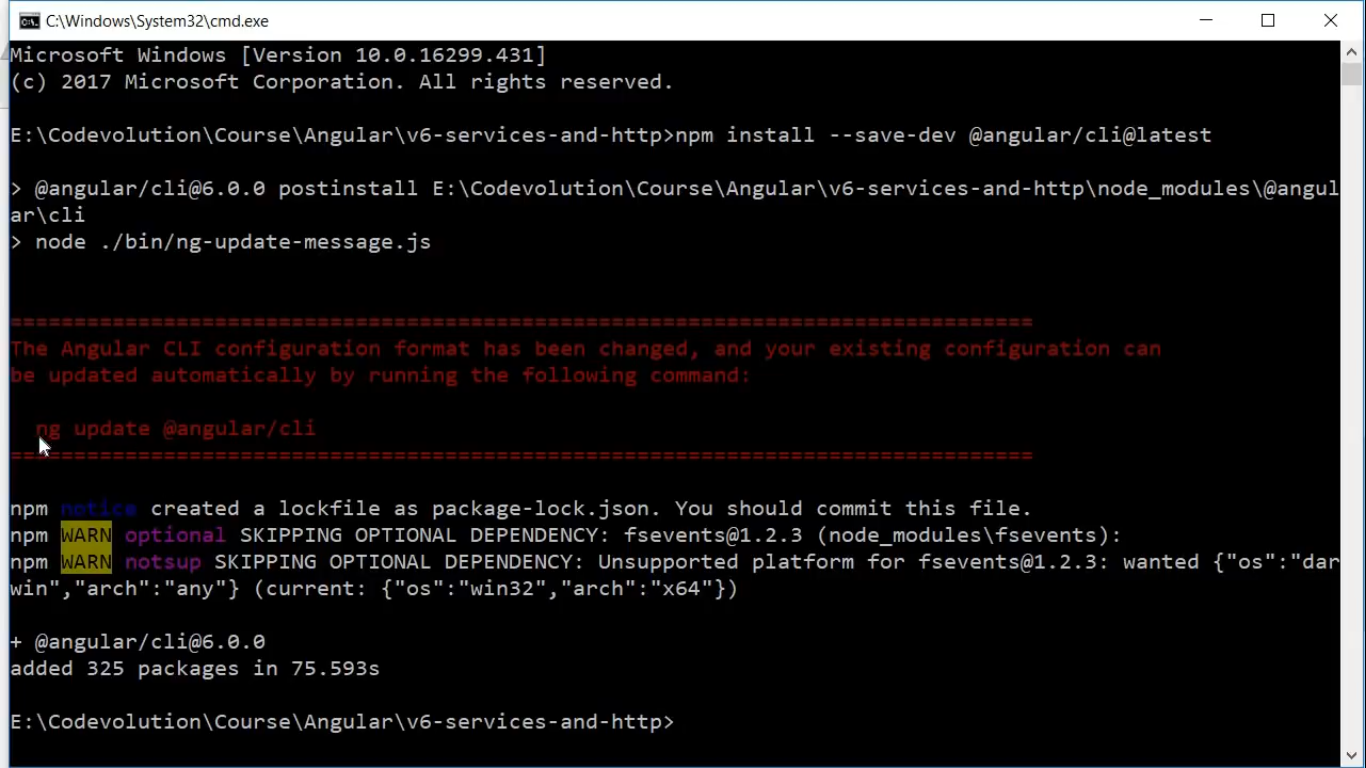 C:\Windows\System32\cmd.exe
Microsoft Windows [Version 10.0.16299.431]
(c) 2017 Microsoft Corporation. All rights reserved.
E:\Codevolution\Course\Angular\v6-services-and-http>npm install --save-dev @angular/cli@latest
> @angular/cli@6.0.0 postinstall E:\Codevolution\Course\Angular\v6-services-and-http\node_modules\@angul
ar\cli
> node ./bin/ng-update-message.js
================================================================================
The Angular CLI configuration format has been changed, and your existing configuration can
be updated automatically by running the following command:
ng update @angular/cli
================================================================================
npm notice created a lockfile as package-lock.json. You should commit this file.
npm WARN optional SKIPPING OPTIONAL DEPENDENCY: fsevents@1.2.3 (node_modules\fsevents):
npm WARN notsup SKIPPING OPTIONAL DEPENDENCY: Unsupported platform for fsevents@1.2.3: wanted {"os":"dar
win","arch":"any"} (current: {"os":"win32","arch":"x64"})
+ @angular/cli@6.0.0
added 325 packages in 75.593s
E:\Codevolution\Course\Angular\v6-services-and-http>